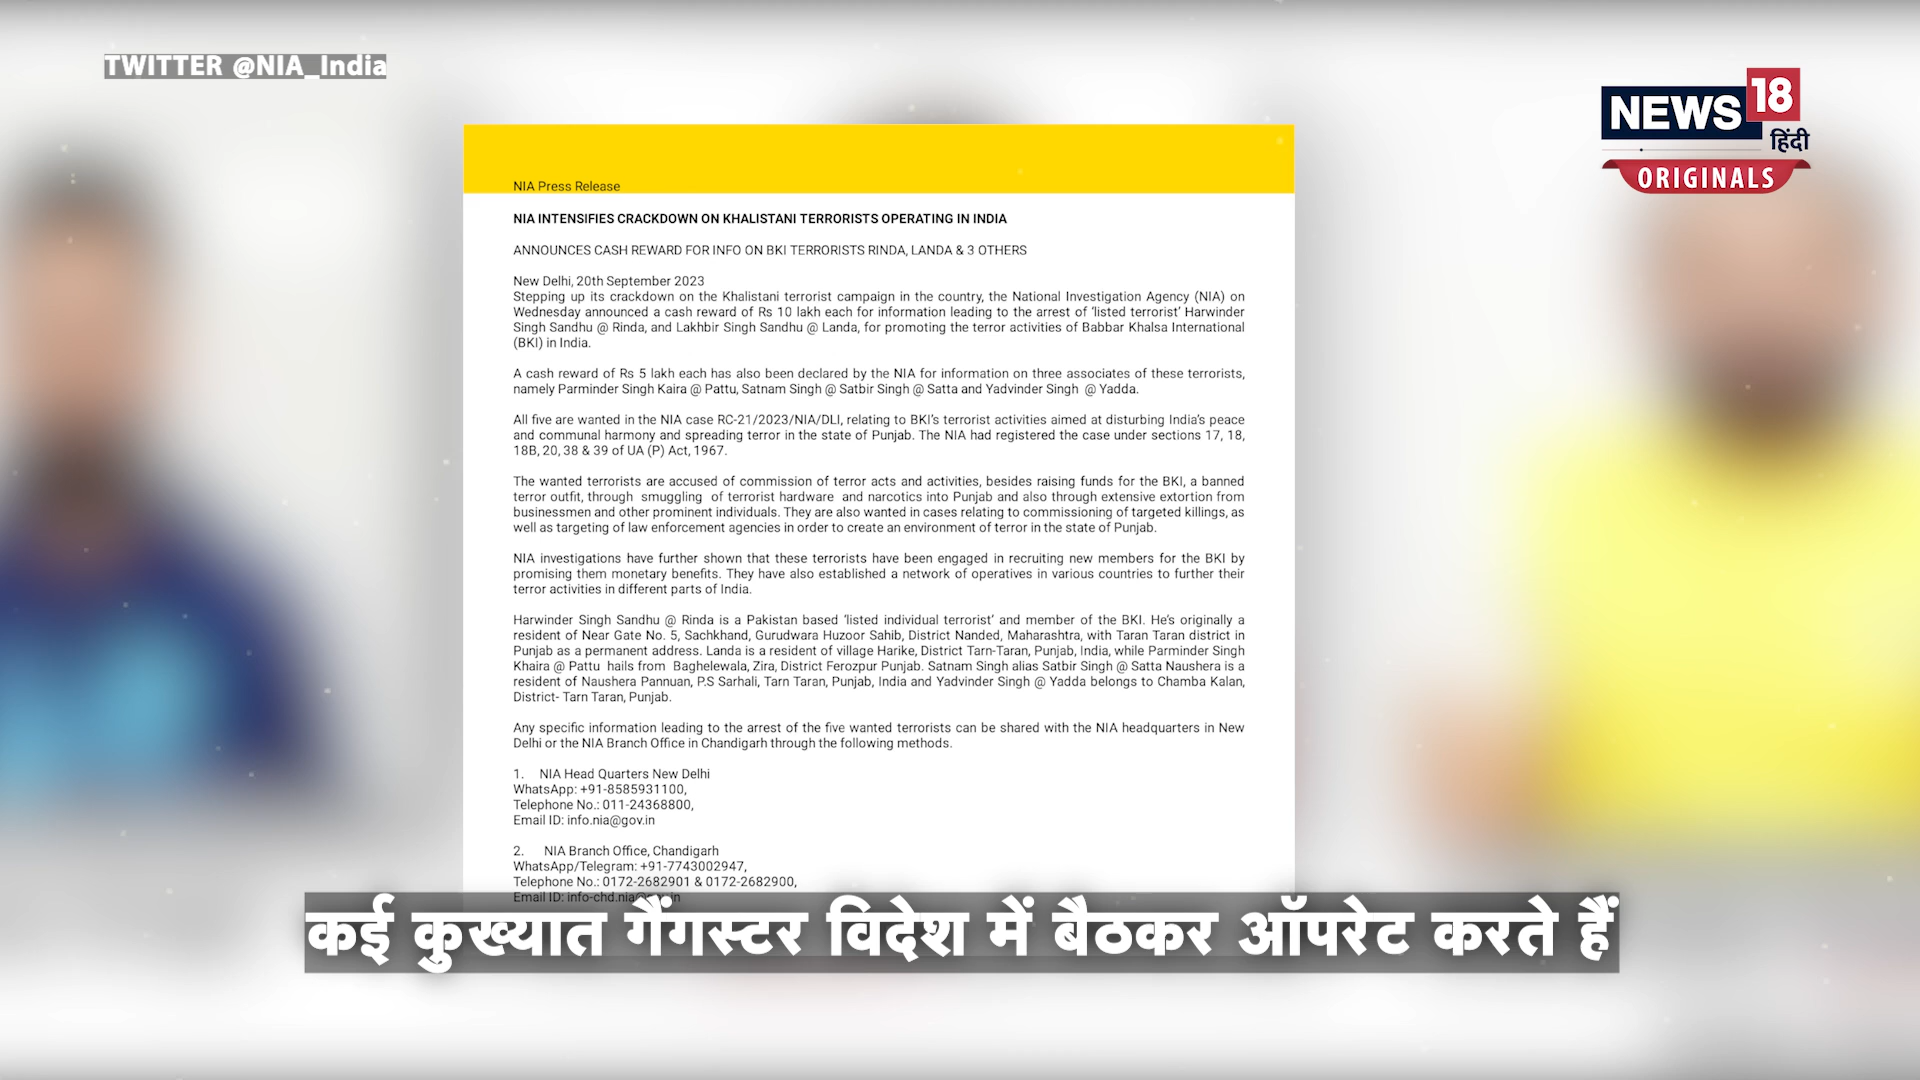 TWITTER @NIA_India
NEWS 18
हिंदी
ORIGINALS
NIA Press Release
NIA INTENSIFIES CRACKDOWN ON KHALISTANI TERRORISTS OPERATING IN INDIA
ANNOUNCES CASH REWARD FOR INFO ON BKI TERRORISTS RINDA, LANDA & 3 OTHERS
New Delhi, 20th September 2023
Stepping up its crackdown on the Khalistani terrorist campaign in the country, the National Investigation Agency (NIA) on
Wednesday announced a cash reward of Rs 10 lakh each for information leading to the arrest of ‘listed terrorist’ Harwinder
Singh Sandhu @ Rinda, and Lakhbir Singh Sandhu @ Landa, for promoting the terror activities of Babbar Khalsa International
(BKI) in India.
A cash reward of Rs 5 lakh each has also been declared by the NIA for information on three associates of these terrorists,
namely Parminder Singh Kaira @ Pattu, Satnam Singh @ Satbir Singh @ Satta and Yadvinder Singh @ Yadda.
All five are wanted in the NIA case RC-21/2023/NIA/DLI, relating to BKI’s terrorist activities aimed at disturbing India’s peace
and communal harmony and spreading terror in the state of Punjab. The NIA had registered the case under sections 17, 18,
18B, 20, 38 & 39 of UA (P) Act, 1967.
The wanted terrorists are accused of commission of terror acts and activities, besides raising funds for the BKI, a banned
terror outfit, through smuggling of terrorist hardware and narcotics into Punjab and also through extensive extortion from
businessmen and other prominent individuals. They are also wanted in cases relating to commissioning of targeted killings, as
well as targeting of law enforcement agencies in order to create an environment of terror in the state of Punjab.
NIA investigations have further shown that these terrorists have been engaged in recruiting new members for the BKI by
promising them monetary benefits. They have also established a network of operatives in various countries to further their
terror activities in different parts of India.
Harwinder Singh Sandhu @ Rinda is a Pakistan based ‘listed individual terrorist’ and member of the BKI. He’s originally a
resident of Near Gate No. 5, Sachkhand, Gurudwara Huzoor Sahib, District Nanded, Maharashtra, with Taran Taran district in
Punjab as a permanent address. Landa is a resident of village Harike, District Tarn-Taran, Punjab, India, while Parminder Singh
Khaira @ Pattu hails from Baghelewala, Zira, District Ferozpur Punjab. Satnam Singh alias Satbir Singh @ Satta Naushera is a
resident of Naushera Pannuan, P.S Sarhali, Tarn Taran, Punjab, India and Yadvinder Singh @ Yadda belongs to Chamba Kalan,
District- Tarn Taran, Punjab.
Any specific information leading to the arrest of the five wanted terrorists can be shared with the NIA headquarters in New
Delhi or the NIA Branch Office in Chandigarh through the following methods.
1. NIA Head Quarters New Delhi
WhatsApp: +91-8585931100,
Telephone No.: 011-24368800,
Email ID: info.nia@gov.in
2. NIA Branch Office, Chandigarh
WhatsApp/Telegram: +91-7743002947,
Telephone No.: 0172-2682901 & 0172-2682900,
Email ID:
कई कुख्यात गैंगस्टर विदेश में बैठकर ऑपरेट करते हैं